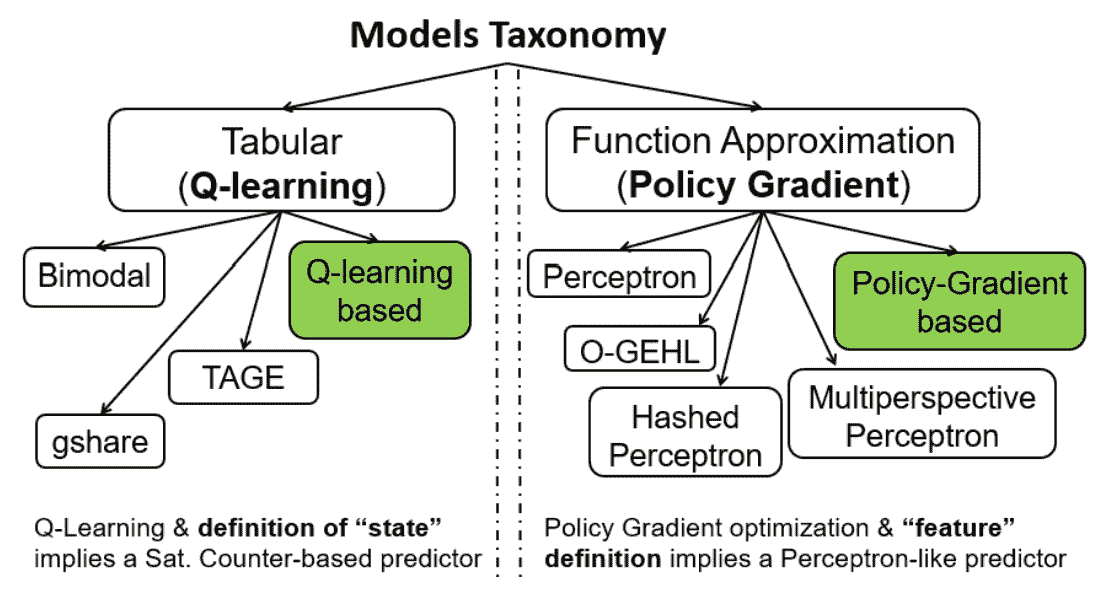 Models Taxonomy
Tabular
(Q-learning)
Function Approximation
(Policy Gradient)
Bimodal
Q-learning
based
TAGE
gshare
Perceptron
O-GEHL
Hashed
Perceptron
Multiperspective
Perceptron
Policy-Gradient
based
Q-Learning & definition of “state”
implies a Sat. Counter-based predictor
Policy Gradient optimization & “feature”
definition implies a Perceptron-like predictor